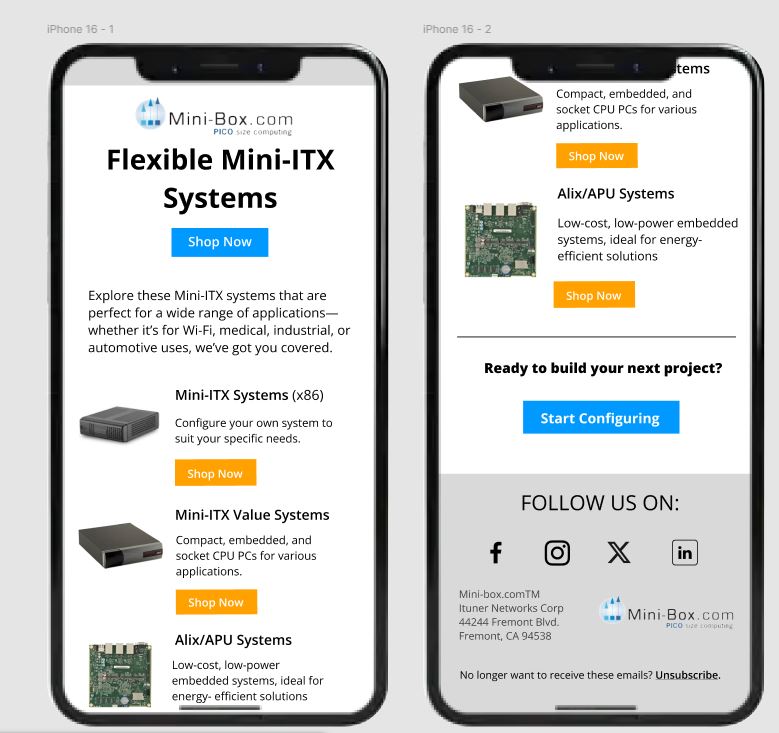 iPhone 16 - 1
Mini-Box.com
PICO size computing
Flexible Mini-ITX
Systems
Shop Now
Explore these Mini-ITX systems that are
perfect for a wide range of applications—
whether it’s for Wi-Fi, medical, industrial, or
automotive uses, we’ve got you covered.
Mini-ITX Systems (x86)
Configure your own system to
suit your specific needs.
Shop Now
Mini-ITX Value Systems
Compact, embedded, and
socket CPU PCs for various
applications.
Shop Now
Alix/APU Systems
Low-cost, low-power
embedded systems, ideal for
energy- efficient solutions
iPhone 16 - 2
tems
Compact, embedded, and
socket CPU PCs for various
applications.
Shop Now
Alix/APU Systems
Low-cost, low-power embedded
systems, ideal for energy-
efficient solutions
Shop Now
Ready to build your next project?
Start Configuring
FOLLOW US ON:
Mini-box.comTM
Ituner Networks Corp
44244 Fremont Blvd.
Fremont, CA 94538
Mini-Box.com
PICO size computing
No longer want to receive these emails? Unsubscribe.